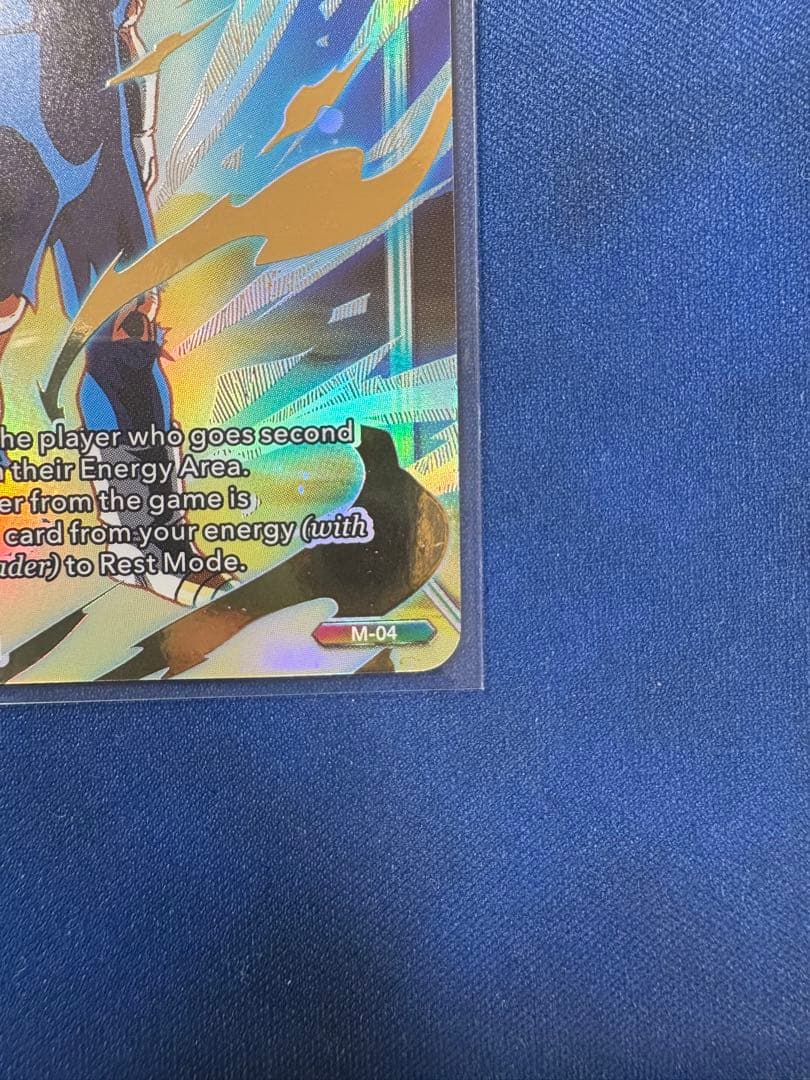 he player who goes second
their Energy Area.
er from the game is
card from your energy (with
der) to Rest Mode.
M-04